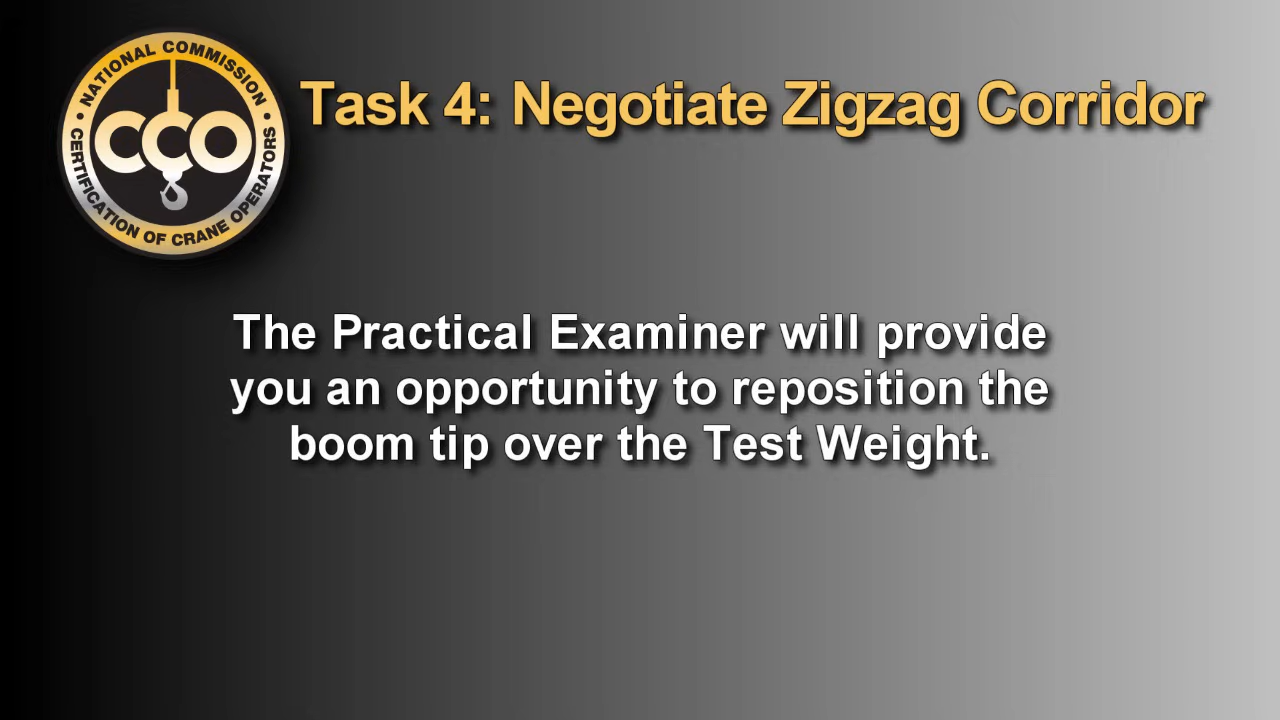 NATIONAL COMMISSION
CCO
CERTIFICATION OF CRANE OPERATORS
Task 4: Negotiate Zigzag Corridor
The Practical Examiner will provide
you an opportunity to reposition the
boom tip over the Test Weight.